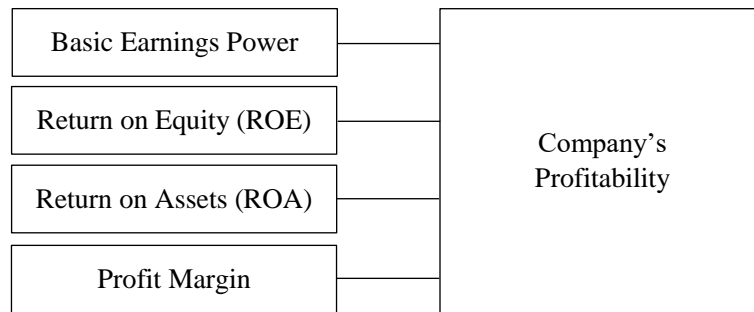 Basic Earnings Power
Return on Equity (ROE)
Return on Assets (ROA)
Profit Margin
Company’s
Profitability